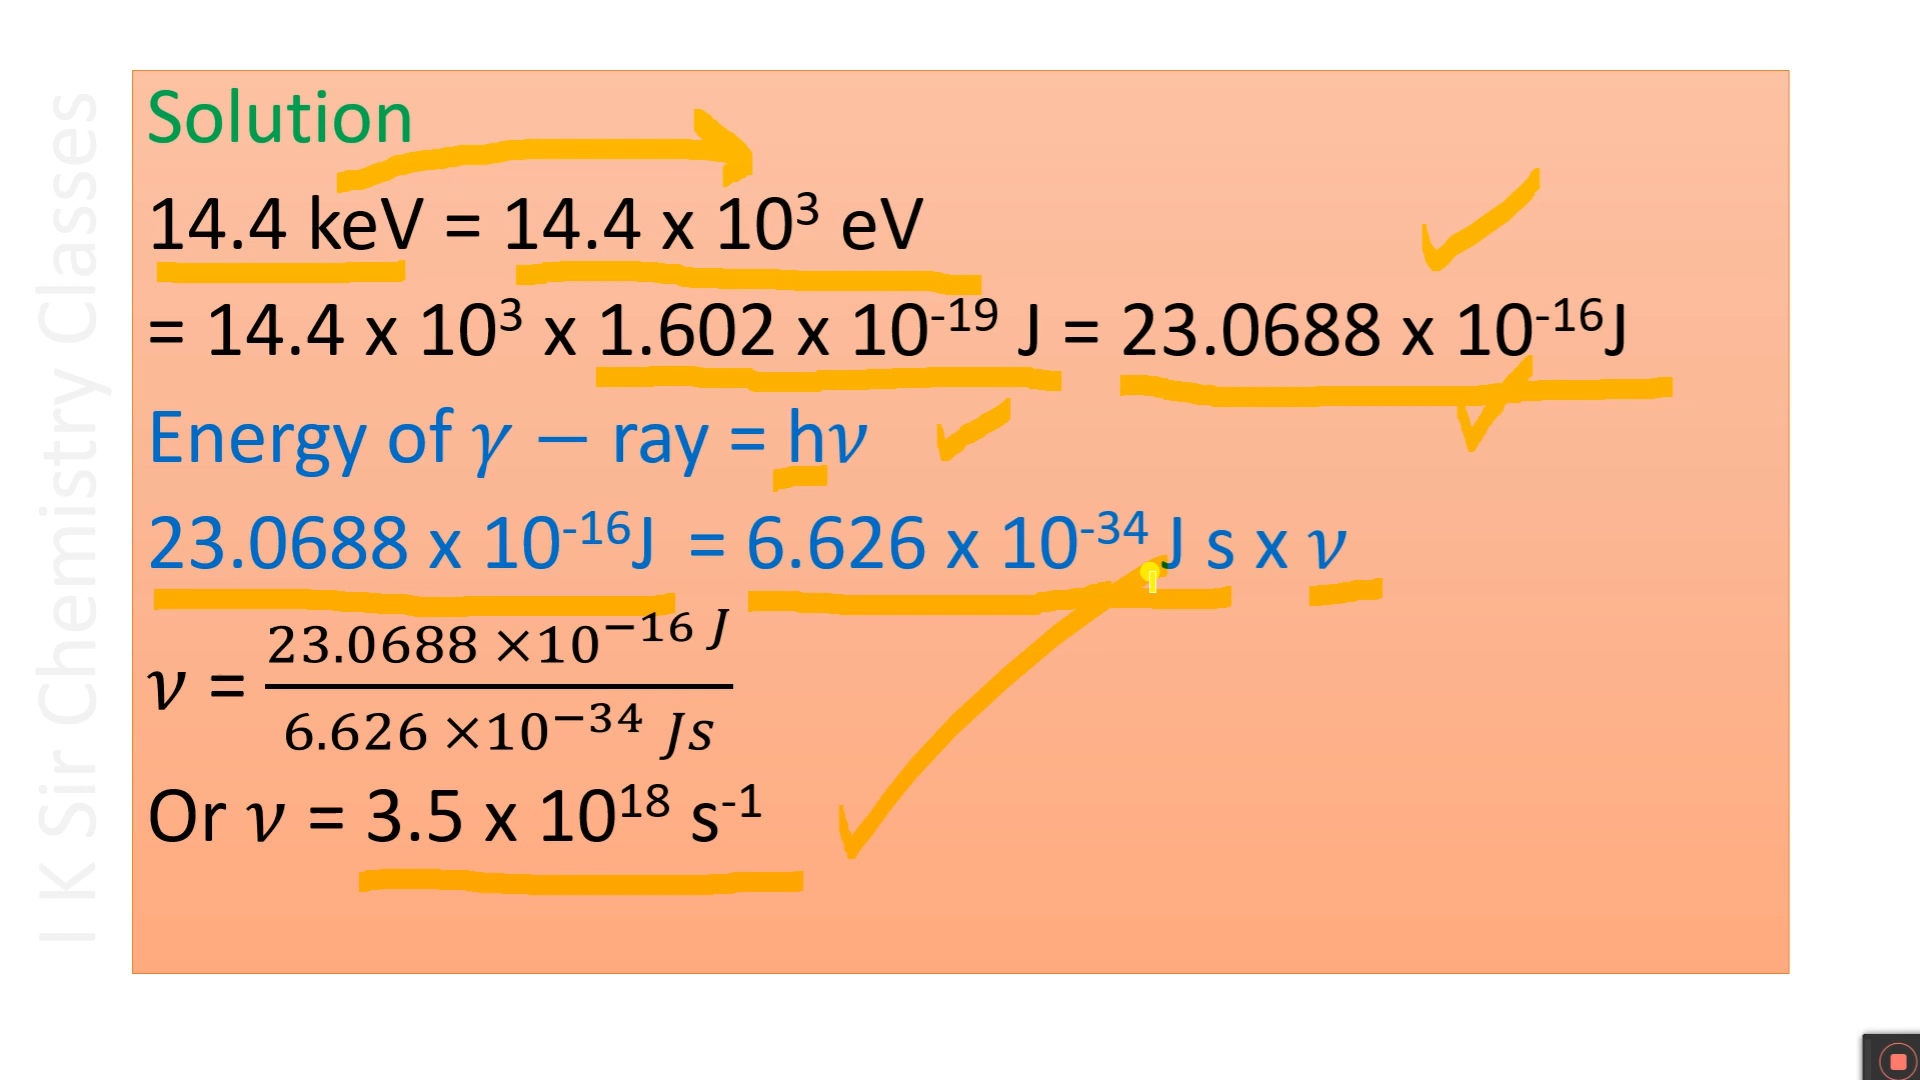 I K Sir Chemistry Classes
Solution
14.4 keV = 14.4 x 10³ eV
= 14.4 x 10³ x 1.602 x 10⁻¹⁹ J = 23.0688 x 10⁻¹⁶J
Energy of 𝛾 − ray = h𝜈
23.0688 x 10⁻¹⁶J = 6.626 x 10⁻³⁴ J s x 𝜈
𝜈 = \frac{23.0688 ×10⁻¹⁶ J}{6.626 ×10⁻³⁴ Js}
Or 𝜈 = 3.5 x 10¹⁸ s⁻¹